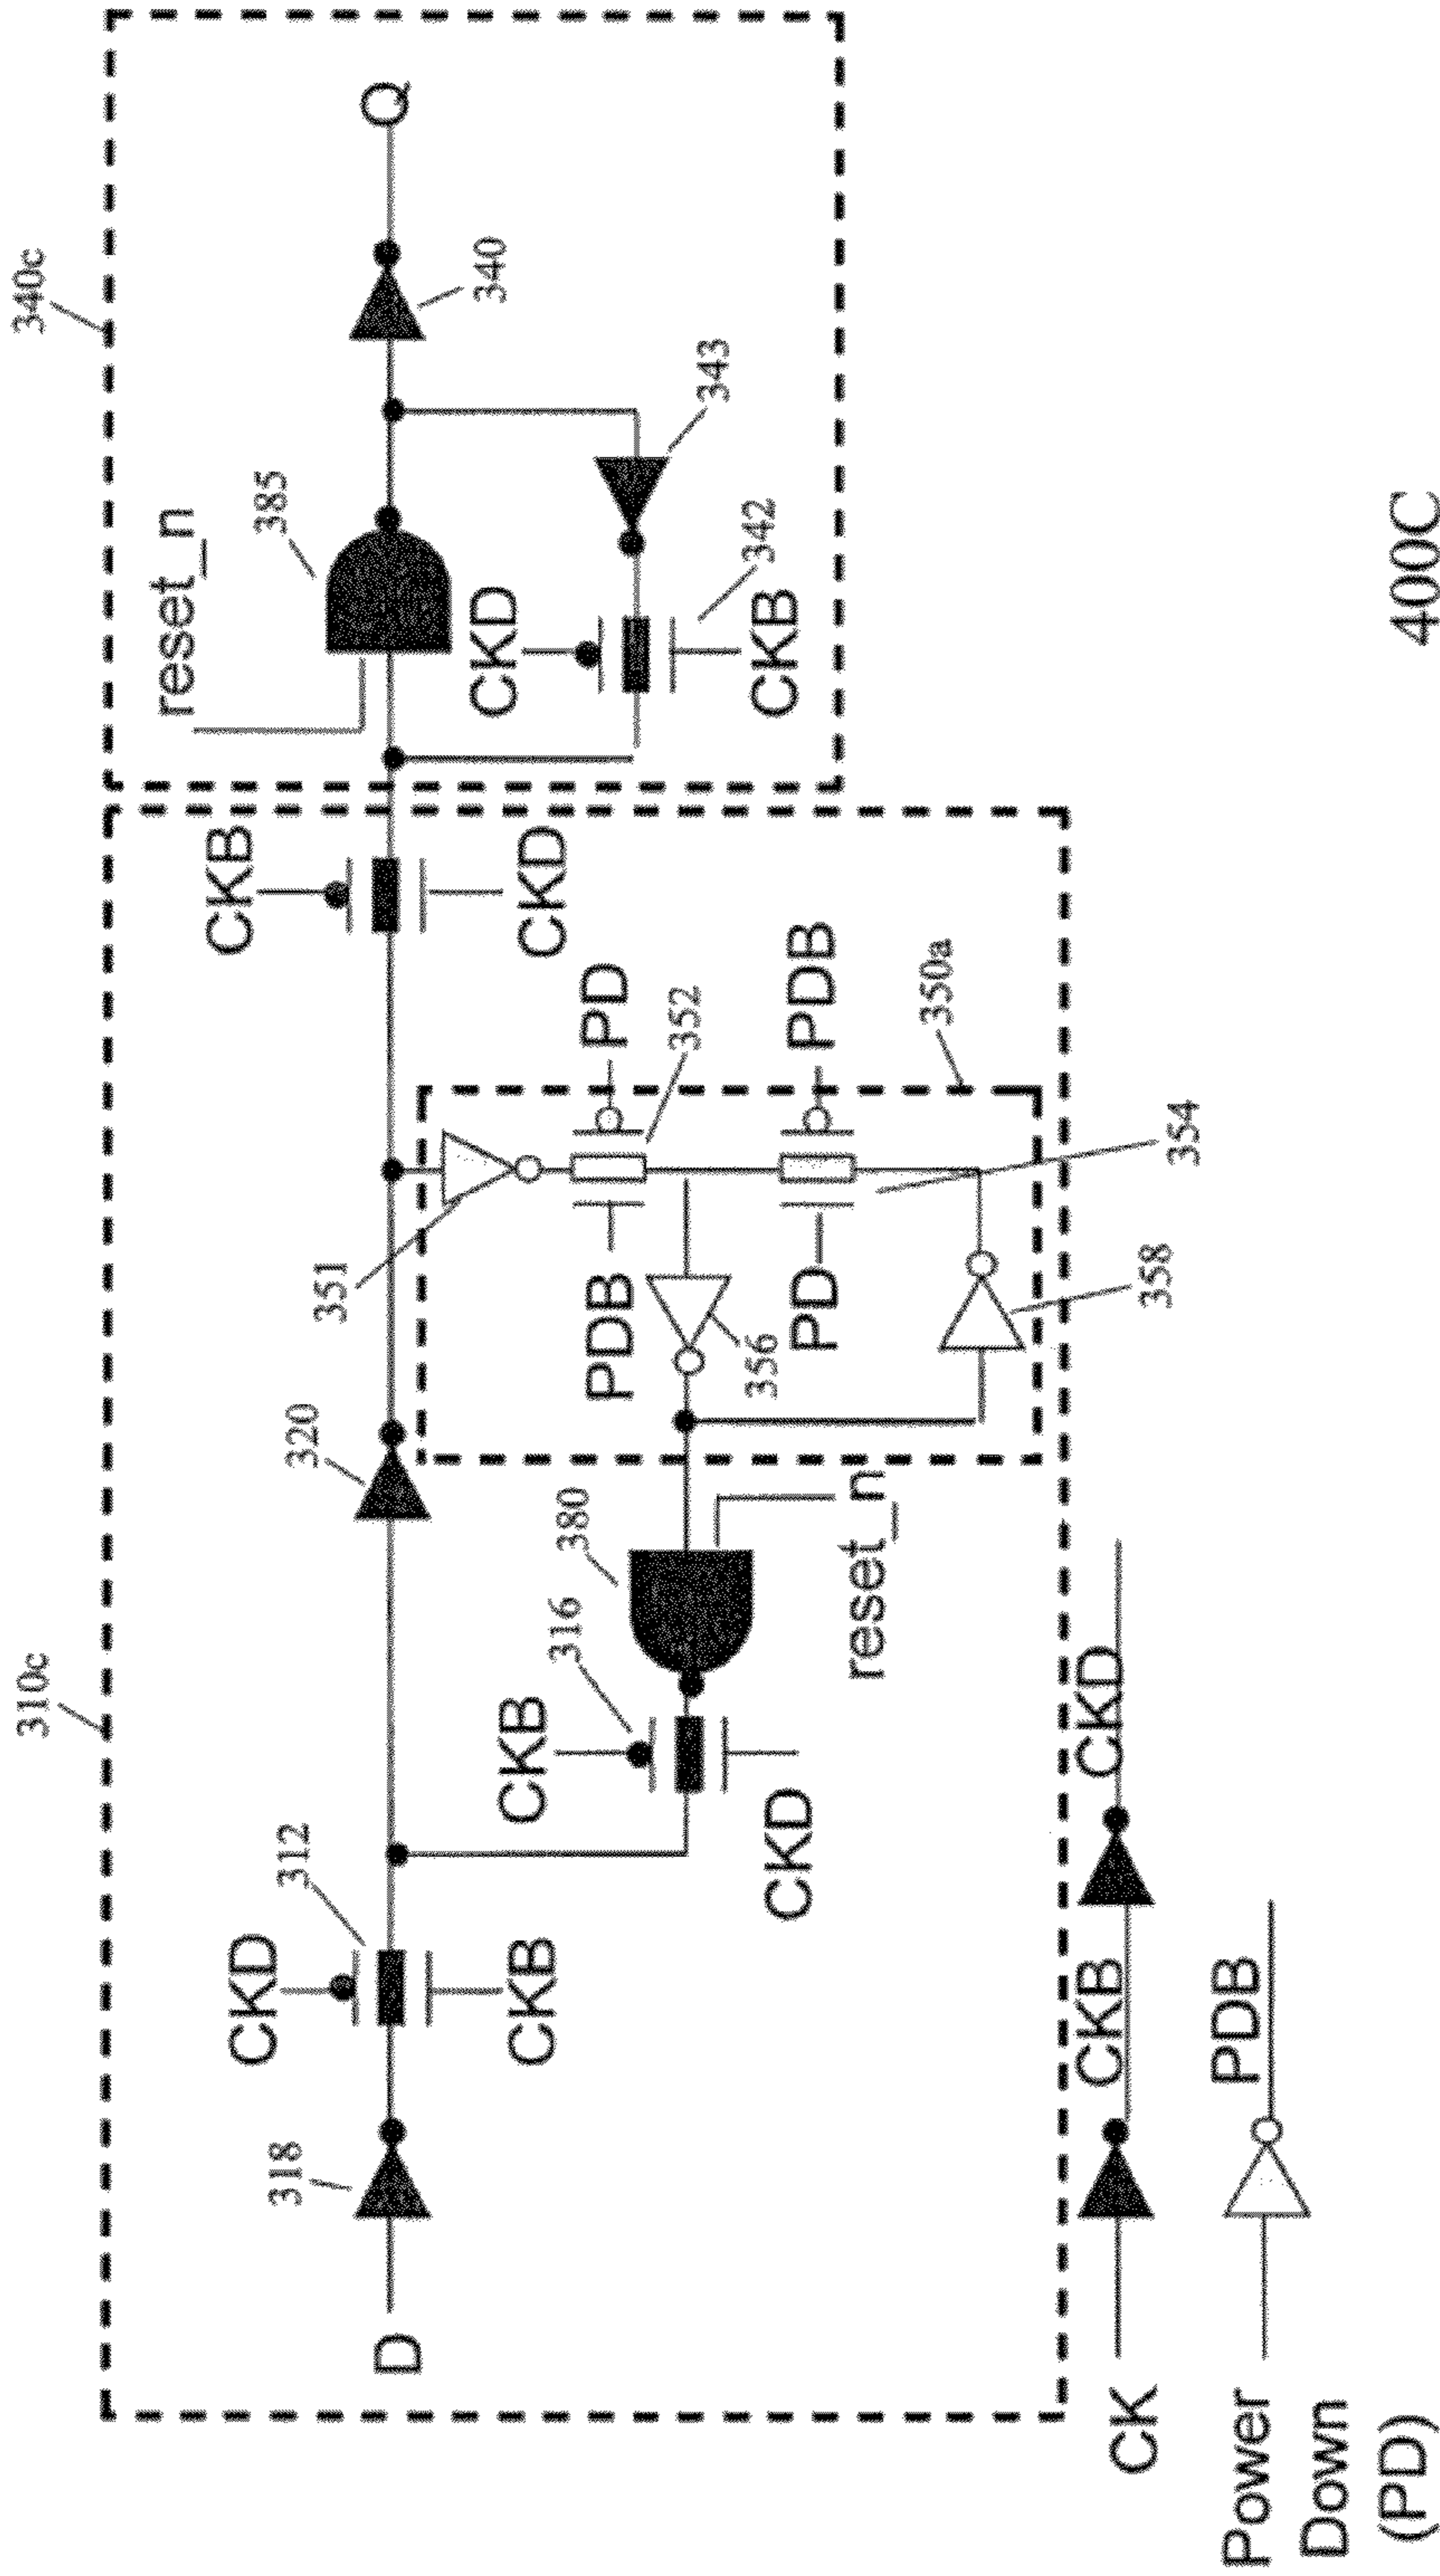 310c
340c
318
312
320
351
reset_n
385
340
CKD
CKB
CKB
CKD
D
Q
CKD
CKB
342
343
CKB
316
380
CKD
reset_n
PDB
PD
352
356
PD
PDB
354
358
350a
CK
CKB
CKD
Power
Down
(PD)
PDB
400C